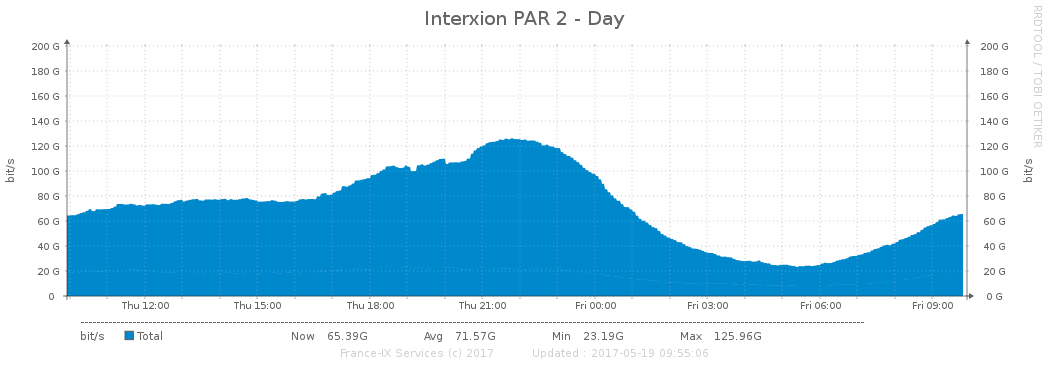 Interxion PAR 2 - Day
RRDTOOL / TOBI OETIKER
200 G 200 G
180 G 180 G
160 G 160 G
140 G 140 G
120 G 120 G
100 G 100 G
80 G 80 G
60 G 60 G
40 G 40 G
20 G 20 G
0 0 G
bit/s bit/s
Thu 12:00 Thu 15:00 Thu 18:00 Thu 21:00 Fri 00:00 Fri 03:00 Fri 06:00 Fri 09:00
bit/s Total Now 65.39G Avg 71.57G Min 23.19G Max 125.96G
France-IX Services (c) 2017 Updated : 2017-05-19 09:55:06